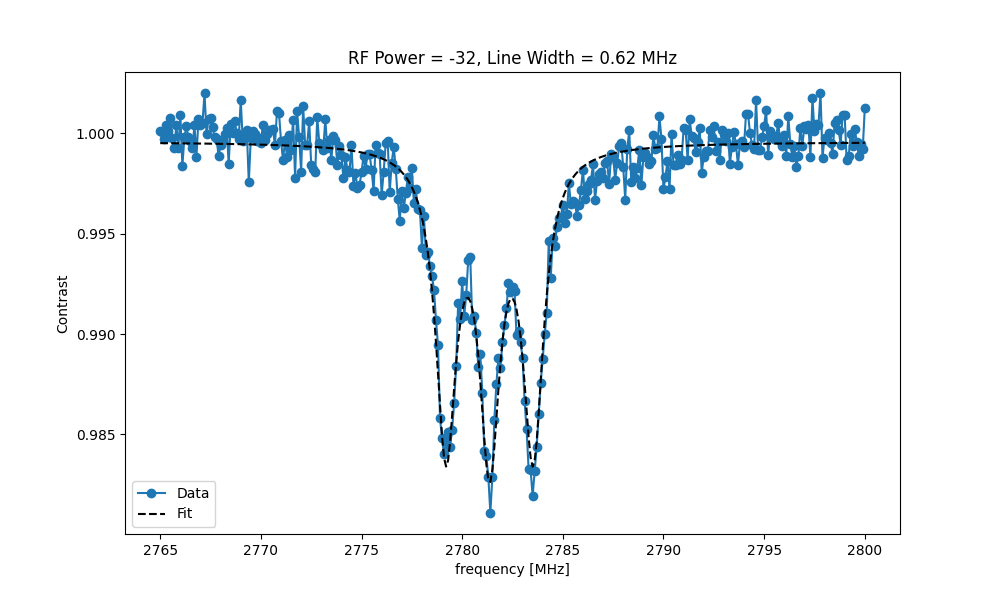 RF Power = -32, Line Width = 0.62 MHz
Contrast
1.000
0.995
0.990
0.985
Data
Fit
2765 2770 2775 2780 2785 2790 2795 2800
frequency [MHz]